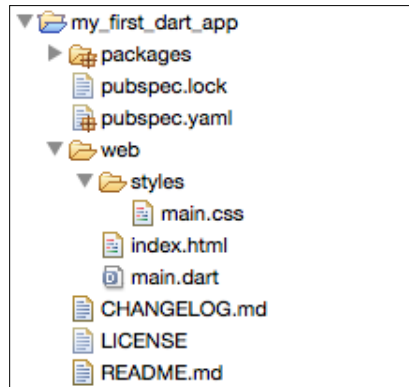 my_first_dart_app
packages
pubspec.lock
pubspec.yaml
web
styles
main.css
index.html
main.dart
CHANGELOG.md
LICENSE
README.md